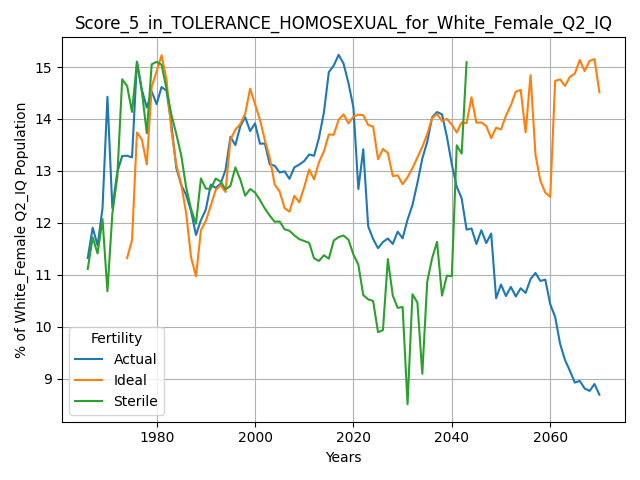 Score_5_in_TOLERANCE_HOMOSEXUAL_for_White_Female_Q2_IQ
% of White_Female Q2_IQ Population
15
14
13
12
11
10
9
Fertility
Actual
Ideal
Sterile
1980
2000
2020
2040
2060
Years